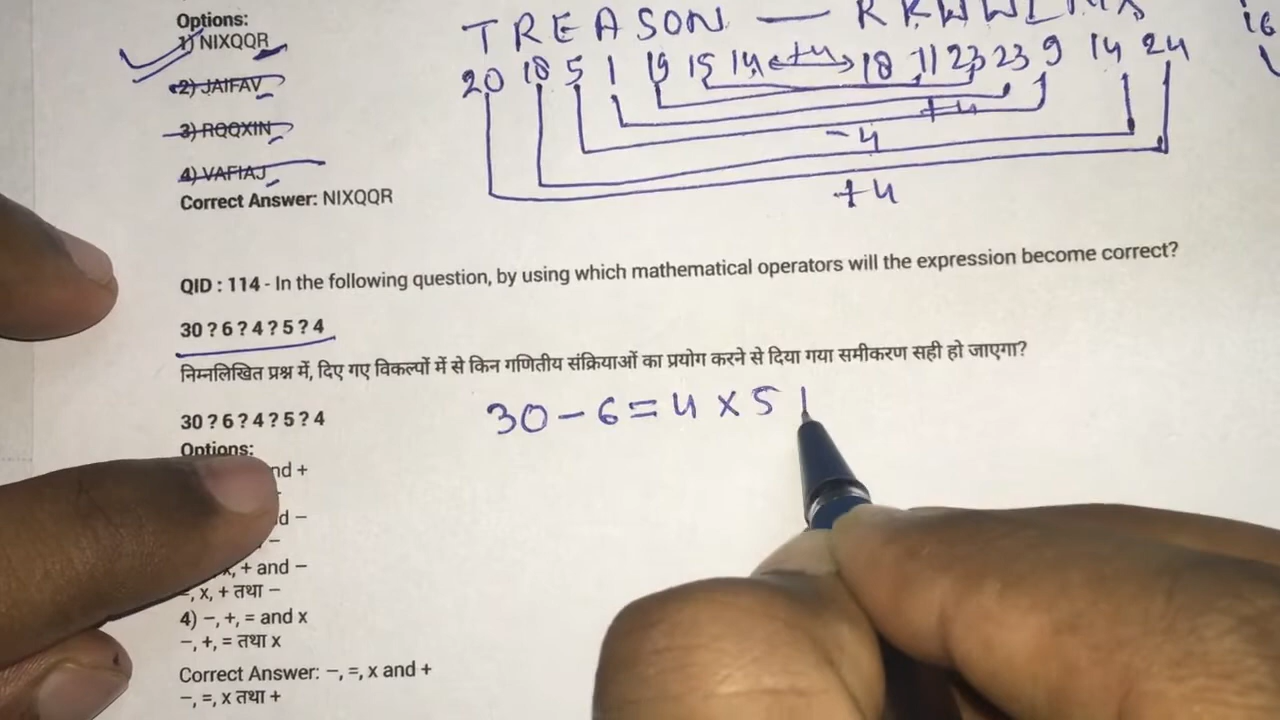 Options:
1) NIXQQR
2) JAIFAV
3) RQQXIN
4) VAFIAJ
Correct Answer: NIXQQR
TREASON —
20 18 5 1 19 15 14 +4 18 11 23 23 9 14 24
+4
-4
+4
16
QID : 114 - In the following question, by using which mathematical operators will the expression become correct?
30 ? 6 ? 4 ? 5 ? 4
निम्नलिखित प्रश्न में, दिए गए विकल्पों में से किन गणितीय संक्रियाओं का प्रयोग करने से दिया गया समीकरण सही हो जाएगा?
30 ? 6 ? 4 ? 5 ? 4
30 - 6 = 4 × 5
Options:
nd +
d −
−
x, + and −
−, x, + तथा −
4) −, +, = and x
−, +, = तथा x
Correct Answer: −, =, x and +
−, =, x तथा +